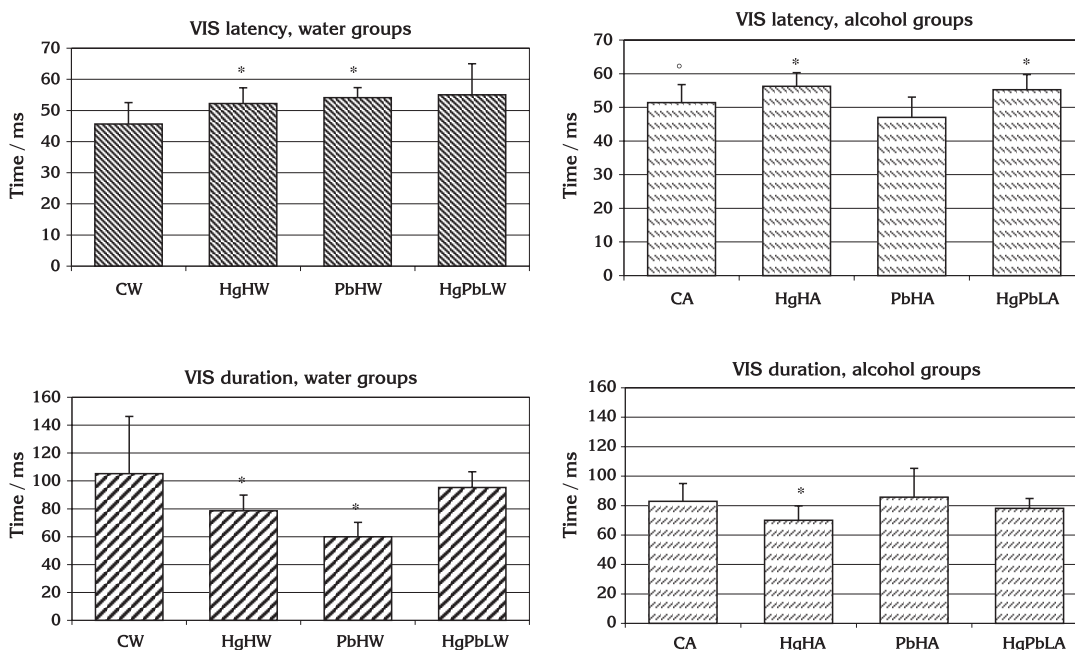 VIS latency, water groups
Time / ms
70
60
50
40
30
20
10
0
* *
CW HgHW PbHW HgPbLW
VIS latency, alcohol groups
Time / ms
70
60
50
40
30
20
10
0
° * *
CA HgHA PbHA HgPbLA
VIS duration, water groups
Time / ms
160
140
120
100
80
60
40
20
0
* *
CW HgHW PbHW HgPbLW
VIS duration, alcohol groups
Time / ms
160
140
120
100
80
60
40
20
0
*
CA HgHA PbHA HgPbLA